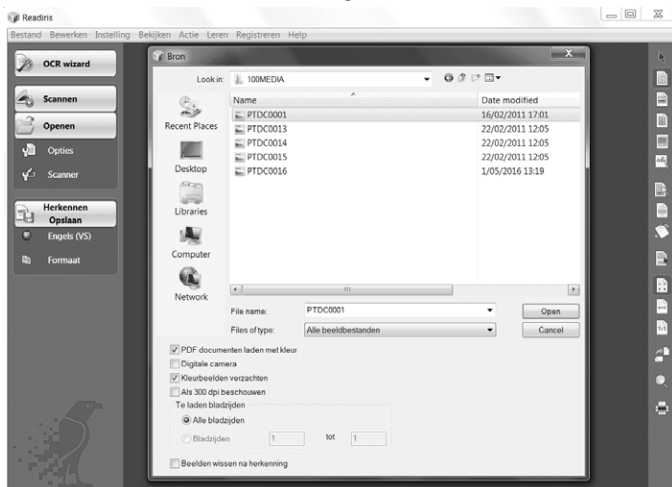 Readiris
Bestand Bewerken Instelling Bekijken Actie Leren Registreren Help
OCR wizard
Scannen
Openen
Opties
Scanner
Herkennen
Opslaan
Engels (VS)
Formaat
Bron
Look in: 100MEDIA
Name Date modified
PTDC0001 16/02/2011 17:01
PTDC0013 22/02/2011 12:05
PTDC0014 22/02/2011 12:05
PTDC0015 22/02/2011 12:05
PTDC0016 1/05/2016 13:19
Recent Places
Desktop
Libraries
Computer
Network
File name: PTDC0001 Open
Files of type: Alle beeldbestanden Cancel
PDF documenten laden met kleur
Digitale camera
Kleurbeelden verzachten
Als 300 dpi beschouwen
Te laden bladzijden
Alle bladzijden
Bladzijden 1 tot 1
Beelden wissen na herkenning